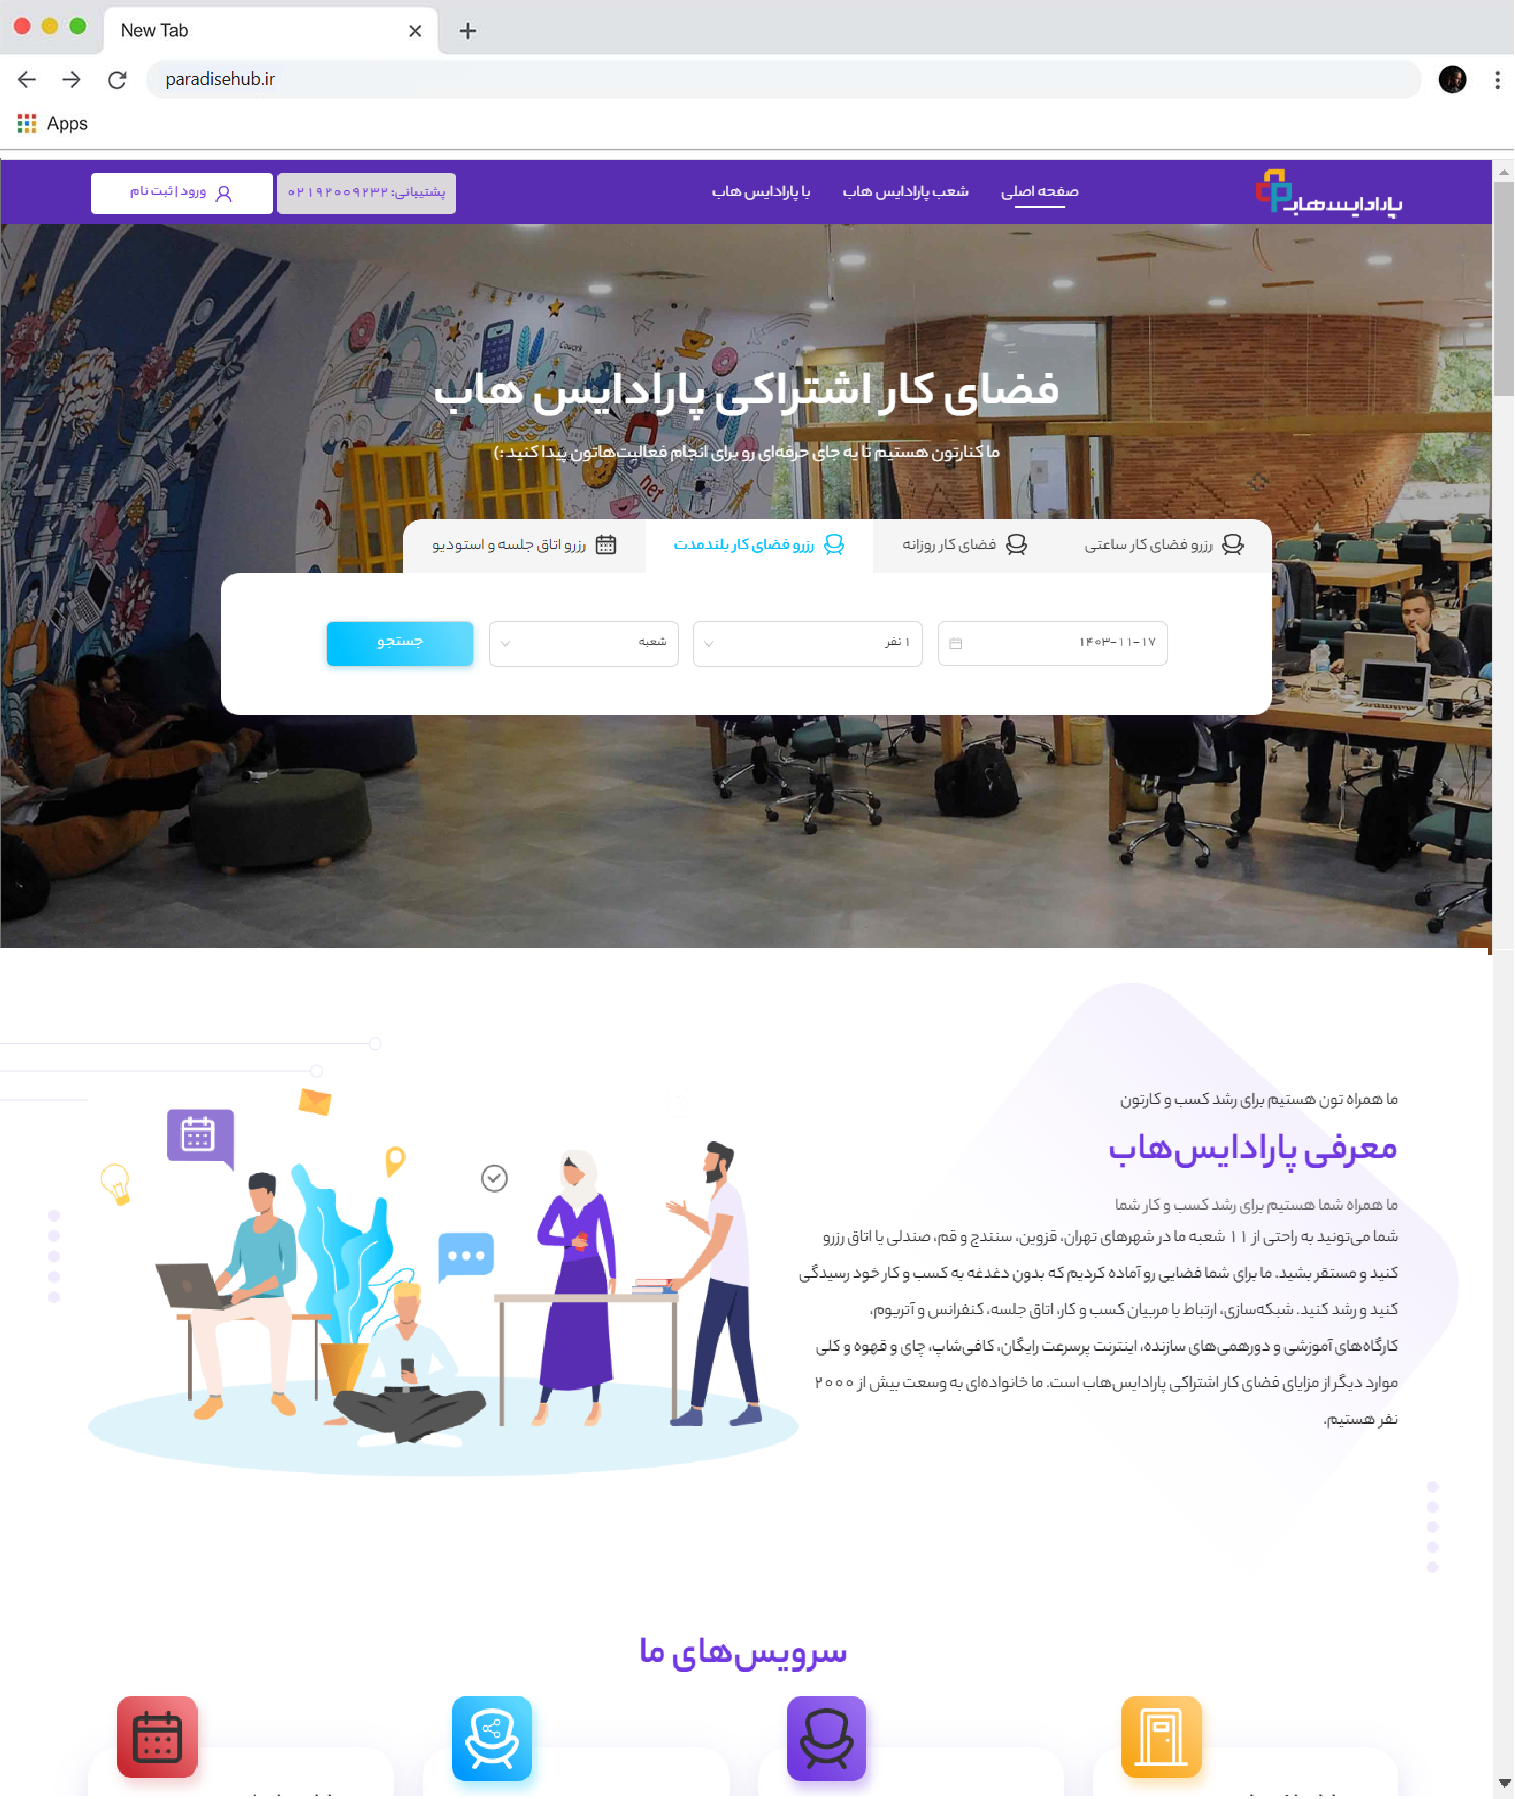 New Tab
paradisehub.ir
Apps
پارادایس‌هاب
صفحه اصلی
شعب پارادایس هاب
با پارادایس هاب
پشتیبانی: ۰۲۱۹۲۰۰۹۲۳۲
ورود | ثبت نام
Cowork
فضای کار اشتراکی پارادایس هاب
ما کنارتون هستیم تا یه جای حرفه‌ای رو برای انجام فعالیت‌هاتون پیدا کنید :)
net
رزرو فضای کار ساعتی
فضای کار روزانه
رزرو فضای کار بلندمدت
رزرو اتاق جلسه و استودیو
۱۴۰۳-۱۱-۱۷
۱ نفر
شعبه
جستجو
ما همراه تون هستیم برای رشد کسب و کارتون
معرفی پارادایس‌هاب
ما همراه شما هستیم برای رشد کسب و کار شما
شما می‌تونید به راحتی از ۱۱ شعبه ما در شهرهای تهران، قزوین، سنندج و قم، صندلی یا اتاق رزرو
کنید و مستقر بشید. ما برای شما فضایی رو آماده کردیم که بدون دغدغه به کسب و کار خود رسیدگی
کنید و رشد کنید. شبکه‌سازی، ارتباط با مربیان کسب و کار، اتاق جلسه، کنفرانس و آتریوم،
کارگاه‌های آموزشی و دورهمی‌های سازنده، اینترنت پرسرعت رایگان، کافی‌شاپ، چای و قهوه و کلی
موارد دیگر از مزایای فضای کار اشتراکی پارادایس‌هاب است. ما خانواده‌ای به وسعت بیش از ۲۰۰۰
نفر هستیم.
سرویس‌های ما